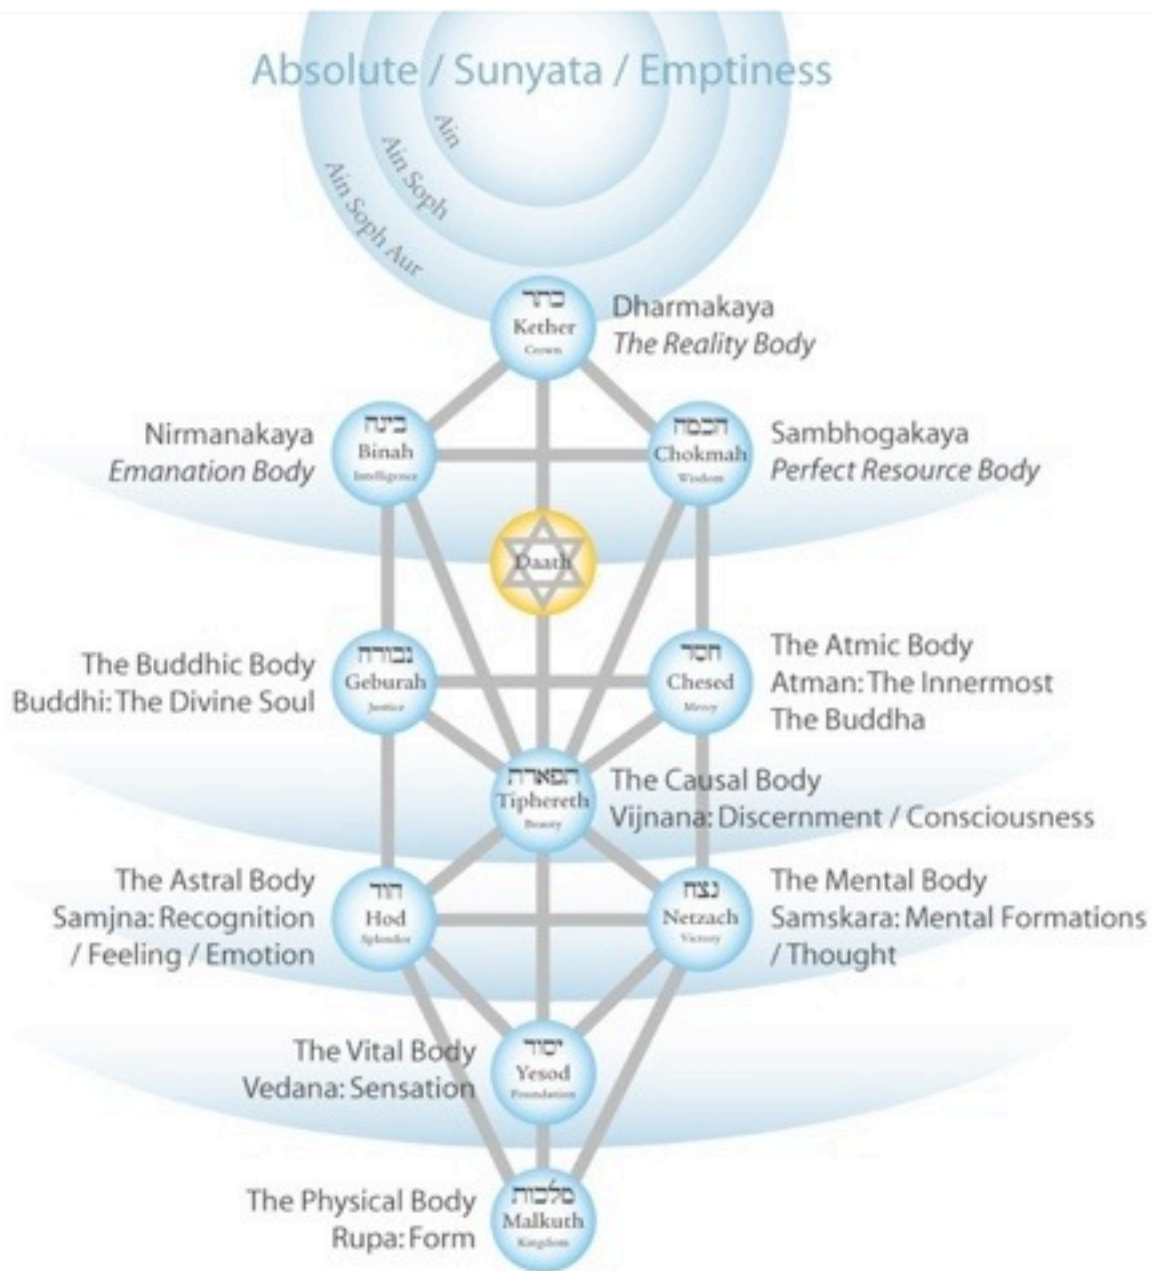 Absolute / Sunyata / Emptiness
Ain
Ain Soph
Ain Soph Aur
כתר
Kether
Crown
Dharmakaya
The Reality Body
Nirmanakaya
Emanation Body
בינה
Binah
Intelligence
חכמה
Chokmah
Wisdom
Sambhogakaya
Perfect Resource Body
Daath
The Buddhic Body
Buddhi: The Divine Soul
גבורה
Geburah
Justice
חסד
Chesed
Mercy
The Atmic Body
Atman: The Innermost
The Buddha
תפארת
Tiphereth
Beauty
The Causal Body
Vijnana: Discernment / Consciousness
The Astral Body
Samjna: Recognition
/ Feeling / Emotion
הוד
Hod
Splendor
נצח
Netzach
Victory
The Mental Body
Samskara: Mental Formations
/ Thought
The Vital Body
Vedana: Sensation
יסוד
Yesod
Foundation
The Physical Body
Rupa: Form
מלכות
Malkuth
Kingdom